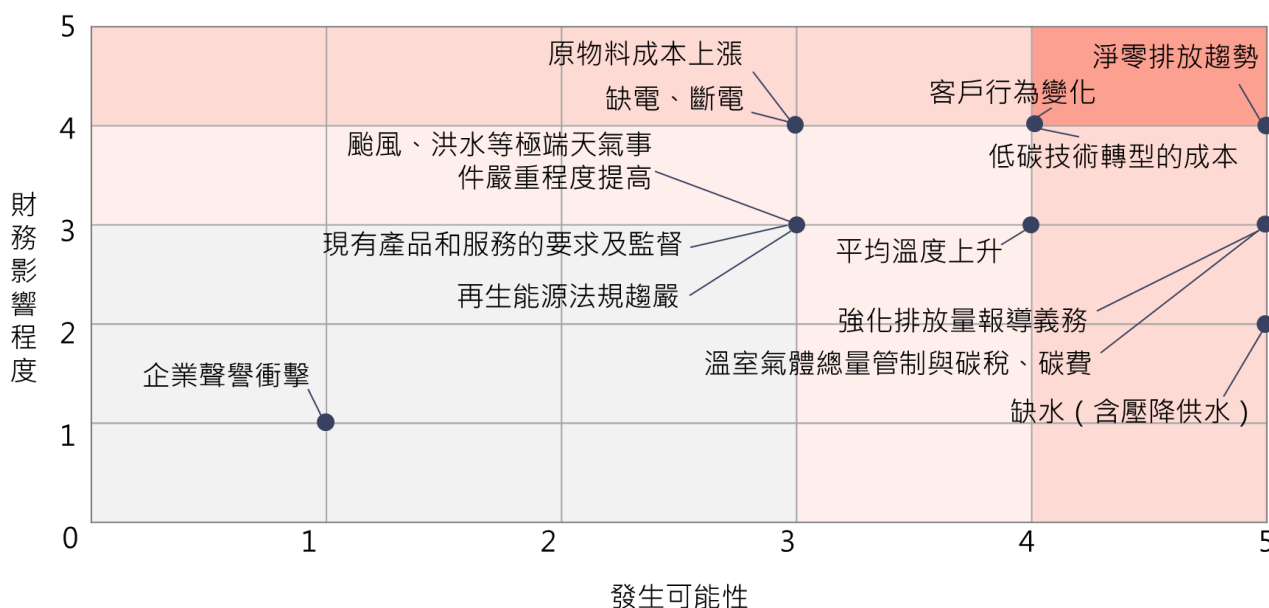 5
原物料成本上漲
淨零排放趨勢
缺電、斷電
客戶行為變化
4
颱風、洪水等極端天氣事
件嚴重程度提高
低碳技術轉型的成本
財務影響程度
3
現有產品和服務的要求及監督
平均溫度上升
再生能源法規趨嚴
2
強化排放量報導義務
溫室氣體總量管制與碳稅、碳費
企業聲譽衝擊
缺水(含壓降供水)
1
0
1
2
3
4
5
發生可能性